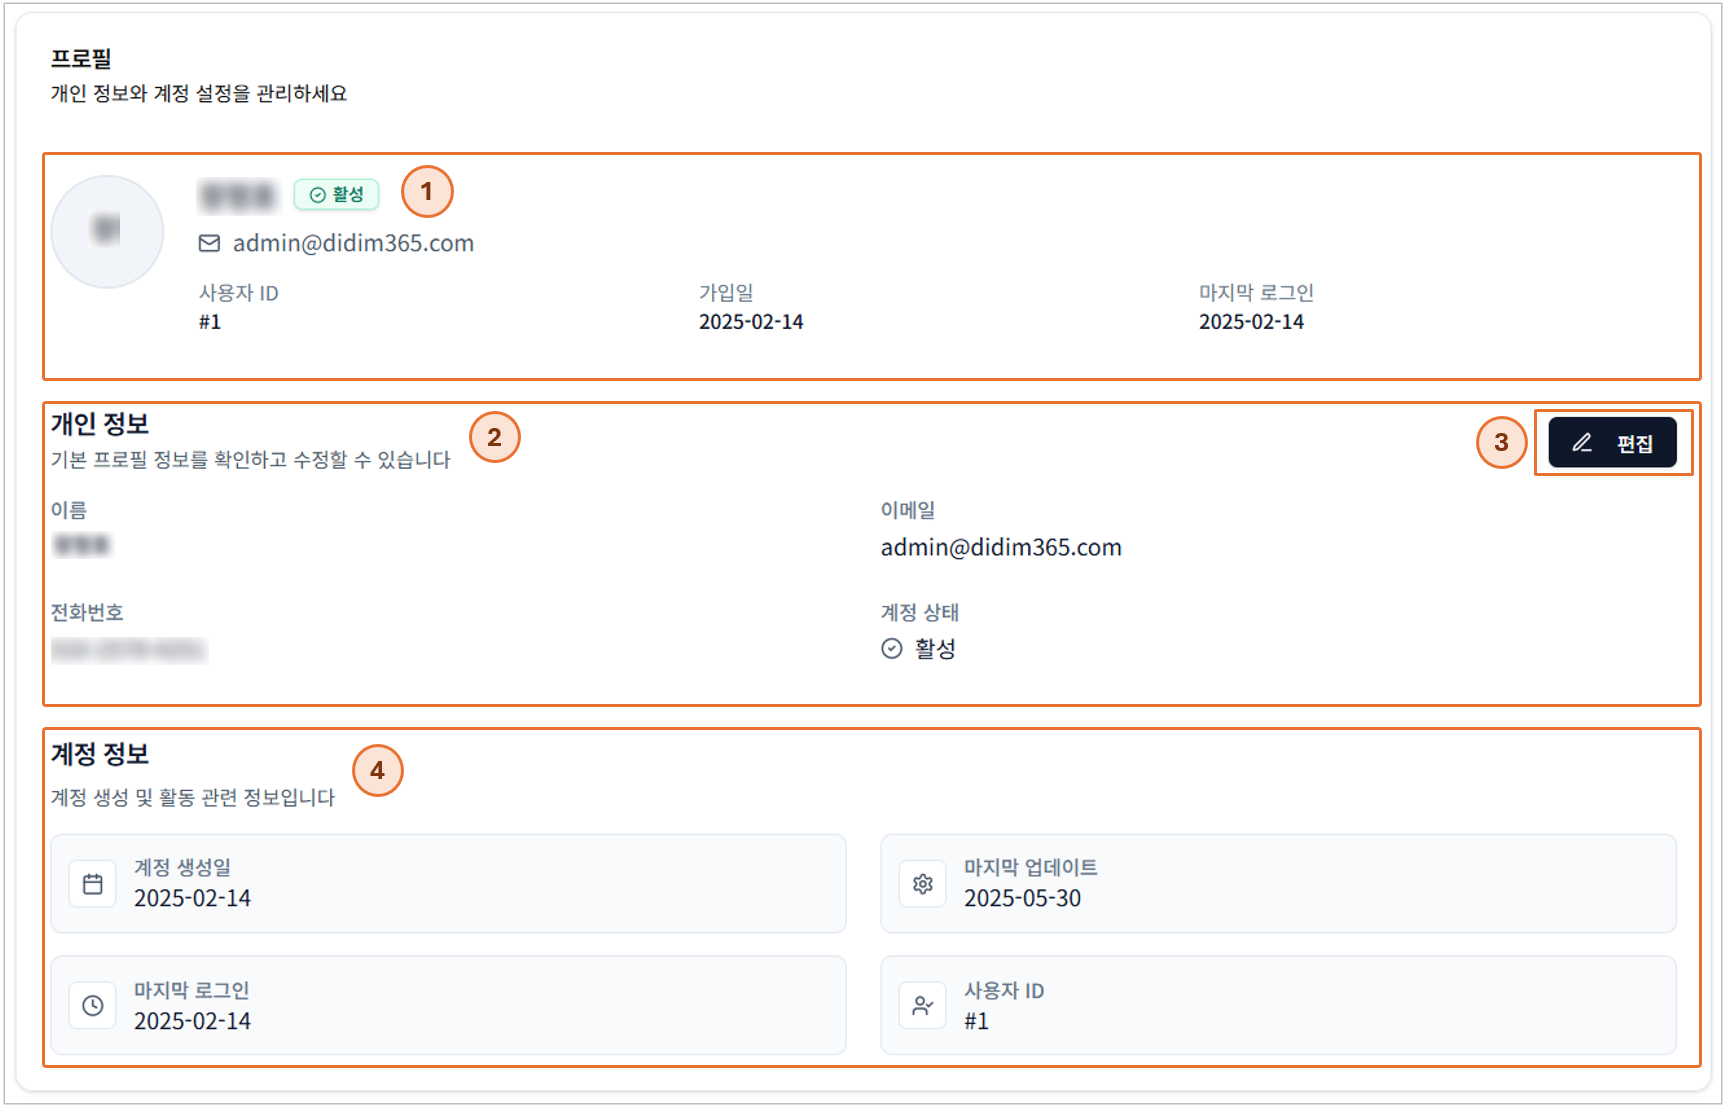 프로필
개인 정보와 계정 설정을 관리하세요
활성
1
admin@didim365.com
사용자 ID
#1
가입일
2025-02-14
마지막 로그인
2025-02-14
개인 정보
2
기본 프로필 정보를 확인하고 수정할 수 있습니다
3
편집
이름
이메일
admin@didim365.com
전화번호
계정 상태
활성
계정 정보
4
계정 생성 및 활동 관련 정보입니다
계정 생성일
2025-02-14
마지막 업데이트
2025-05-30
마지막 로그인
2025-02-14
사용자 ID
#1